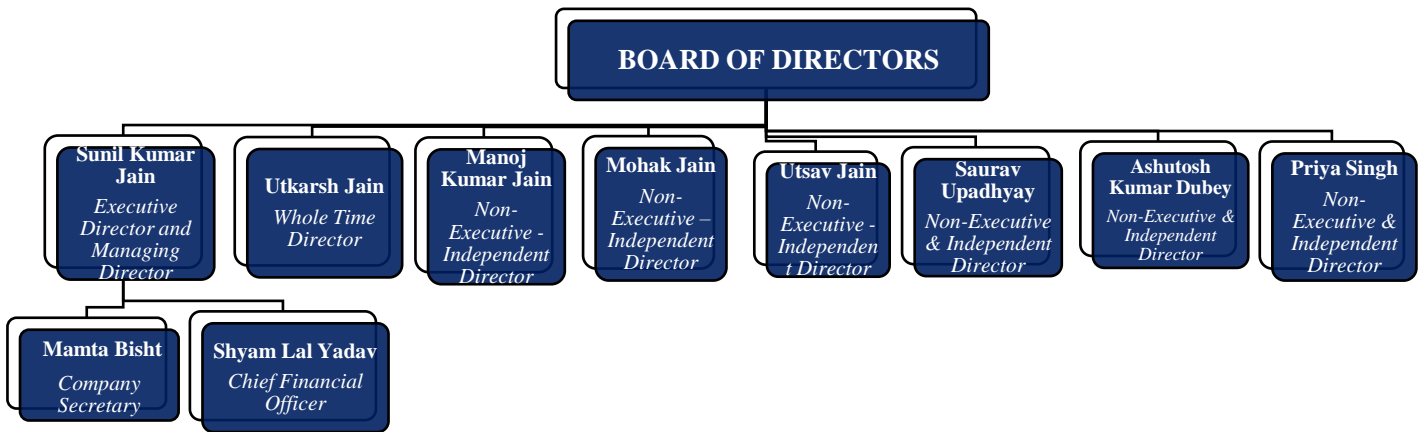 BOARD OF DIRECTORS
Sunil Kumar
Jain
Executive
Director and
Managing
Director
Utkarsh Jain
Whole Time
Director
Manoj
Kumar Jain
Non-
Executive -
Independent
Director
Mohak Jain
Non-
Executive –
Independent
Director
Utsav Jain
Non-
Executive -
Independen
t Director
Saurav
Upadhyay
Non-Executive
& Independent
Director
Ashutosh
Kumar Dubey
Non-Executive &
Independent
Director
Priya Singh
Non-
Executive &
Independent
Director
Mamta Bisht
Company
Secretary
Shyam Lal Yadav
Chief Financial
Officer